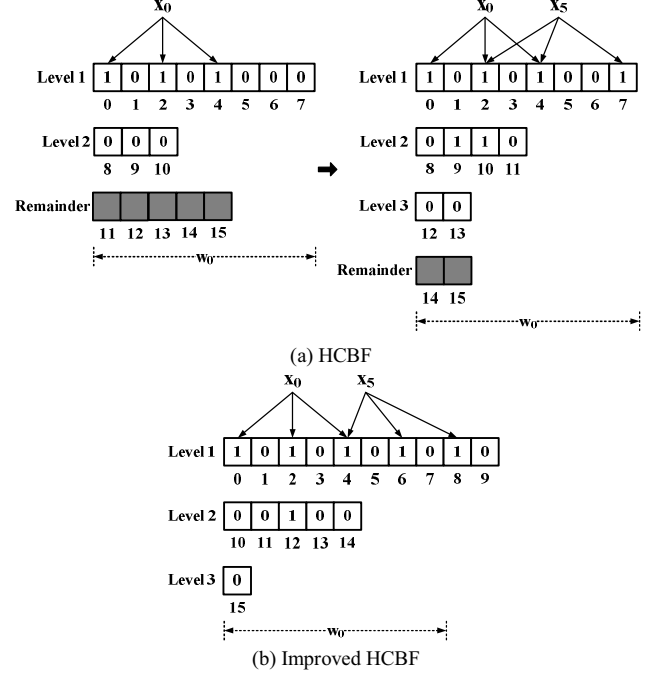 x0
Level 1 1 0 1 0 1 0 0 0
0 1 2 3 4 5 6 7
Level 2 0 0 0
8 9 10
Remainder
11 12 13 14 15
w0
x0 x5
Level 1 1 0 1 0 1 0 0 1
0 1 2 3 4 5 6 7
Level 2 0 1 1 0
8 9 10 11
Level 3 0 0
12 13
Remainder
14 15
w0
(a) HCBF
x0 x5
Level 1 1 0 1 0 1 0 1 0 1 0
0 1 2 3 4 5 6 7 8 9
Level 2 0 0 1 0 0
10 11 12 13 14
Level 3 0
15
w0
(b) Improved HCBF